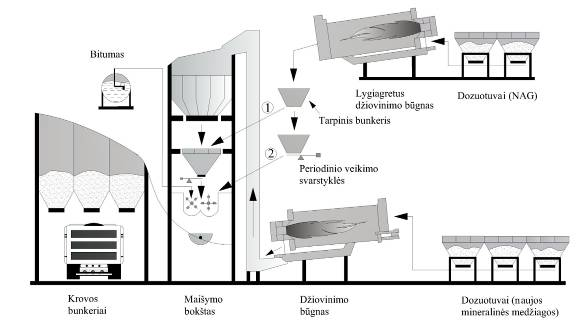 Bitumas
Lygiagretus
džiovinimo būgnas
Dozuotuvai (NAG)
1
Tarpinis bunkeris
2
Periodinio veikimo
svarstyklės
Krovos
bunkeriai
Maišymo
bokštas
Džiovinimo
būgnas
Dozuotuvai (naujos
mineralinės medžiagos)